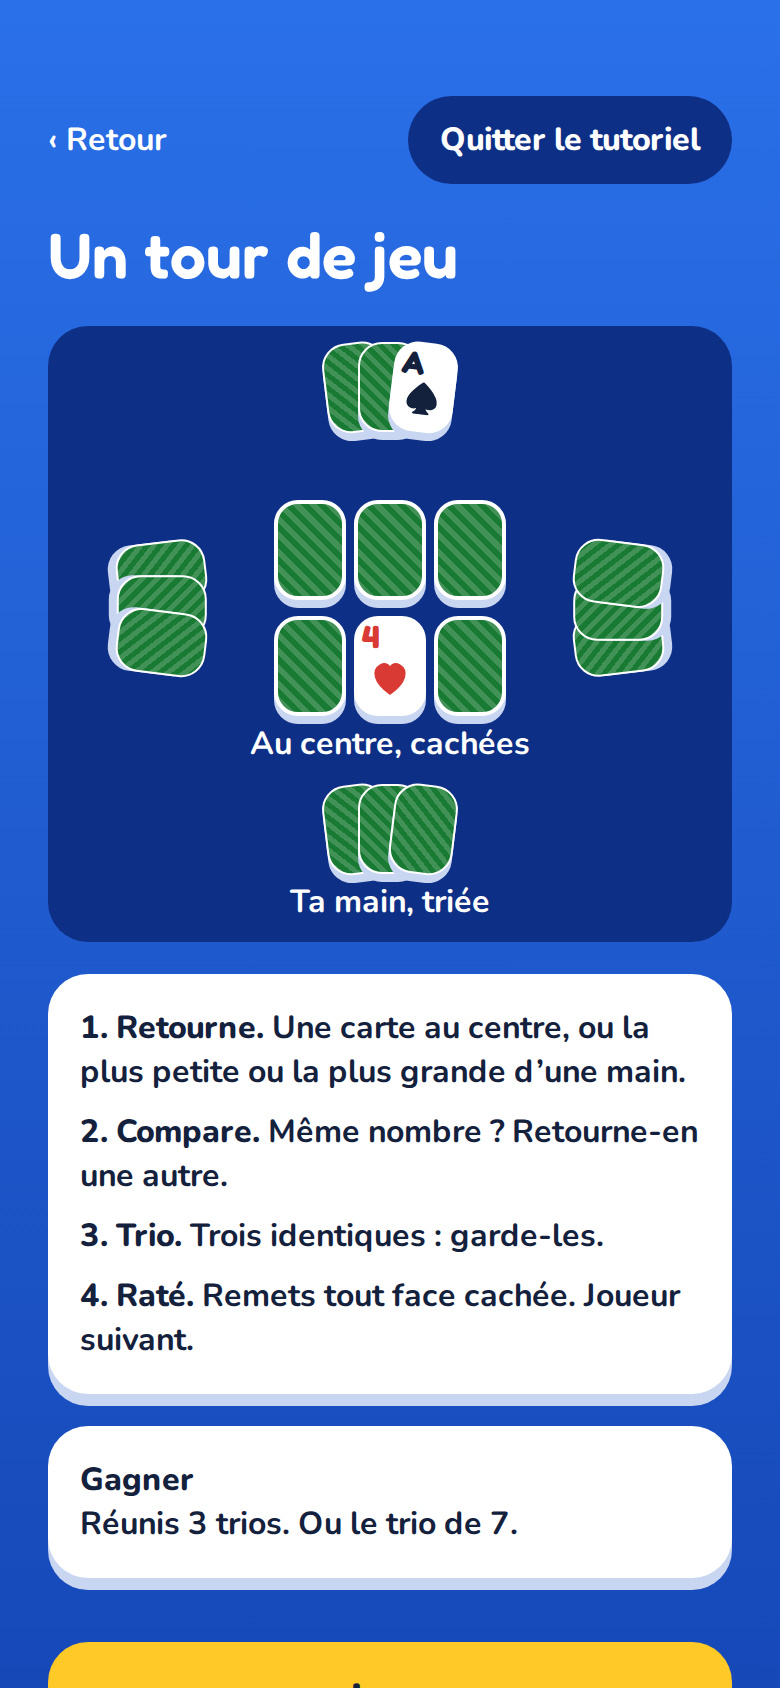 ‹ Retour
Quitter le tutoriel
Un tour de jeu
A
4
Au centre, cachées
Ta main, triée
1. Retourne. Une carte au centre, ou la
plus petite ou la plus grande d’une main.
2. Compare. Même nombre ? Retourne-en
une autre.
3. Trio. Trois identiques : garde-les.
4. Raté. Remets tout face cachée. Joueur
suivant.
Gagner
Réunis 3 trios. Ou le trio de 7.